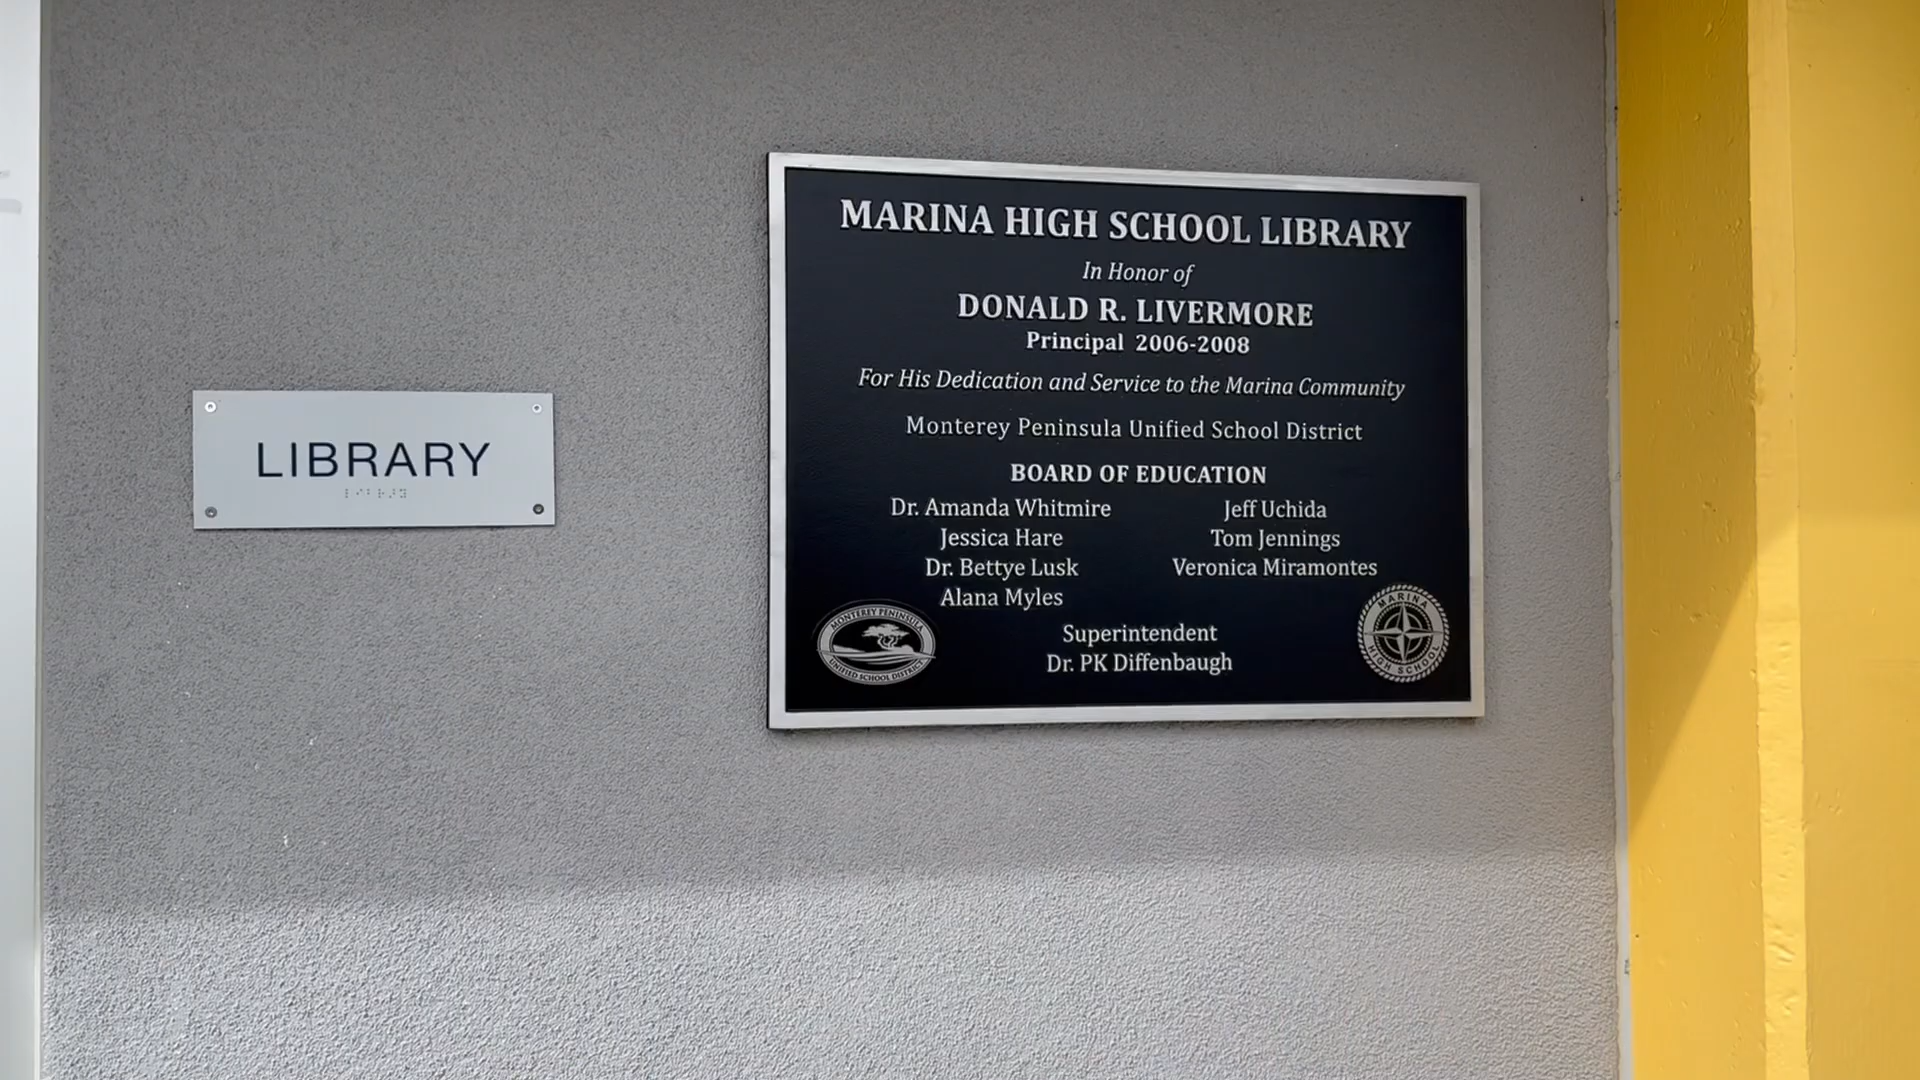 LIBRARY
MARINA HIGH SCHOOL LIBRARY
In Honor of
DONALD R. LIVERMORE
Principal 2006-2008
For His Dedication and Service to the Marina Community
Monterey Peninsula Unified School District
BOARD OF EDUCATION
Dr. Amanda Whitmire Jeff Uchida
Jessica Hare Tom Jennings
Dr. Bettye Lusk Veronica Miramontes
Alana Myles
Superintendent
Dr. PK Diffenbaugh
MONTEREY PENINSULA
UNIFIED SCHOOL DISTRICT
MARINA
HIGH SCHOOL